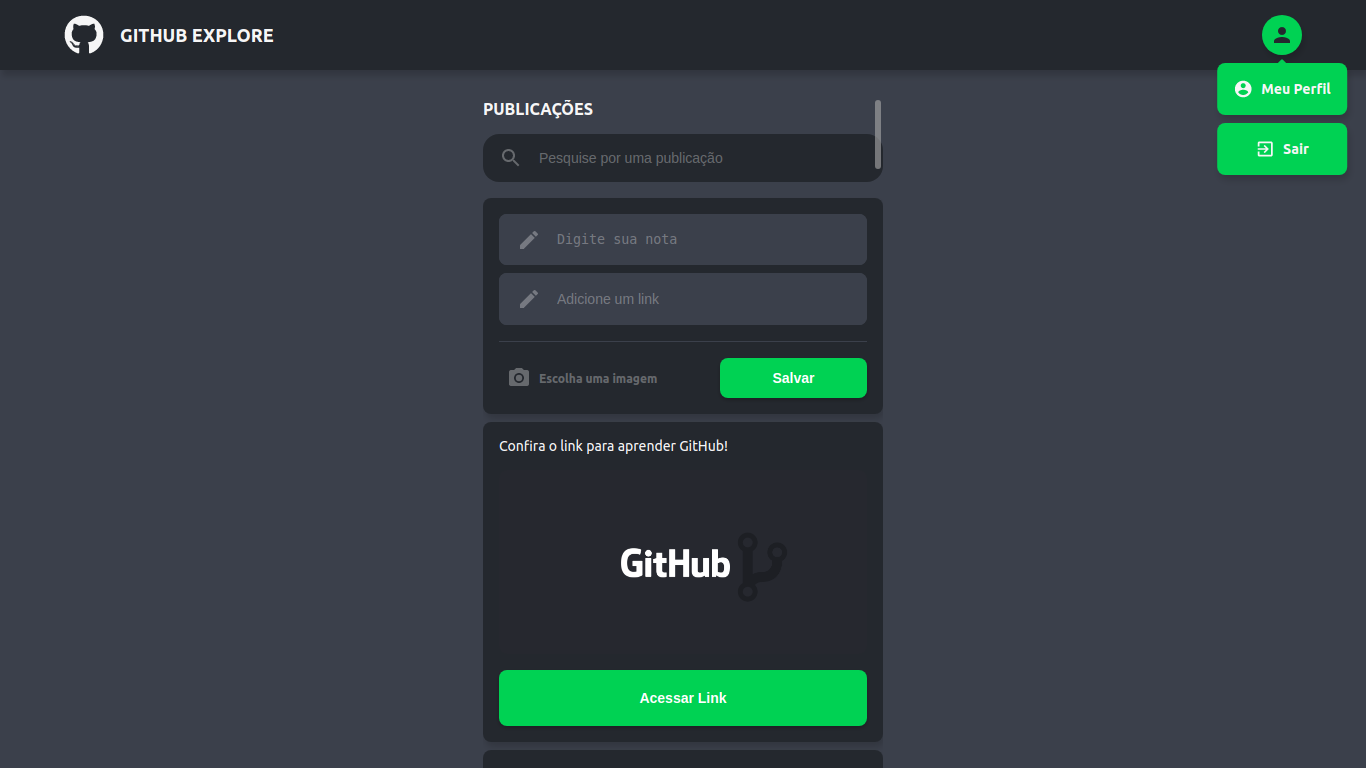 GITHUB EXPLORE
Meu Perfil
Sair
PUBLICAÇÕES
Pesquise por uma publicação
Digite sua nota
Adicione um link
Escolha uma imagem
Salvar
Confira o link para aprender GitHub!
GitHub
Acessar Link